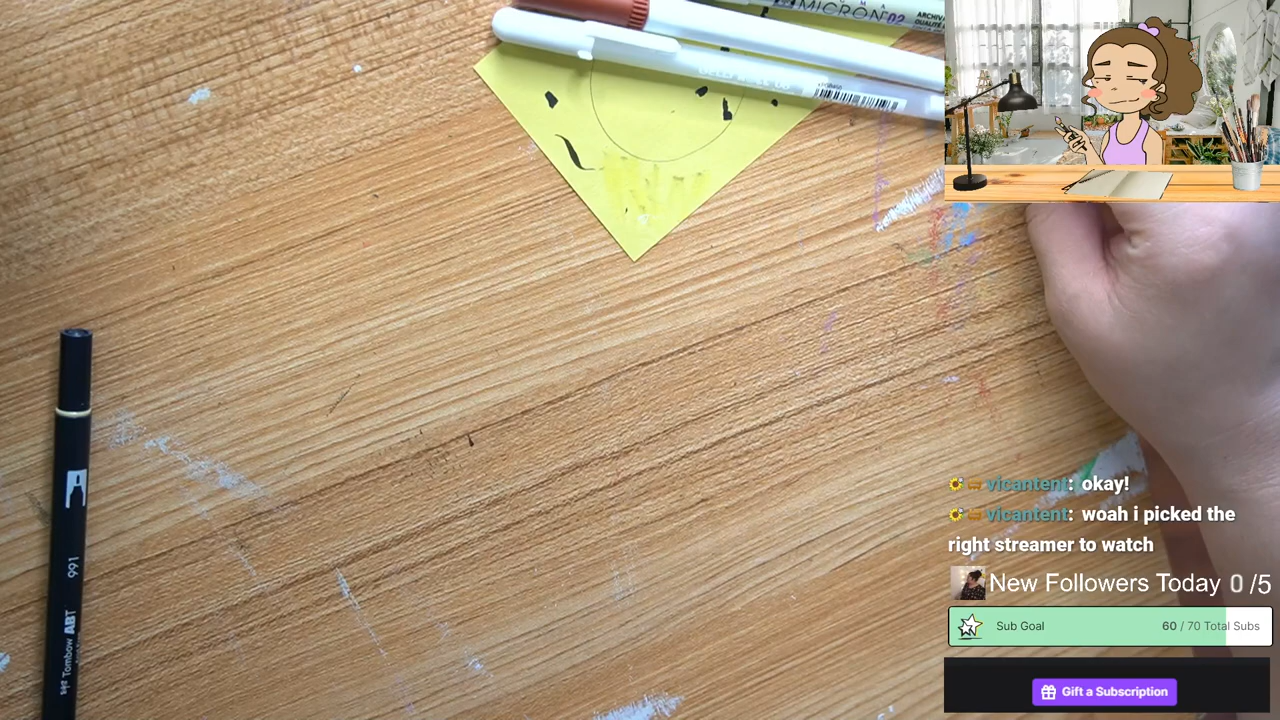 MICRON 02
ARCHIVA
vicantent: okay!
vicantent: woah i picked the
right streamer to watch
New Followers Today 0 /5
Sub Goal 60 / 70 Total Subs
Gift a Subscription
991
Tombow ABT